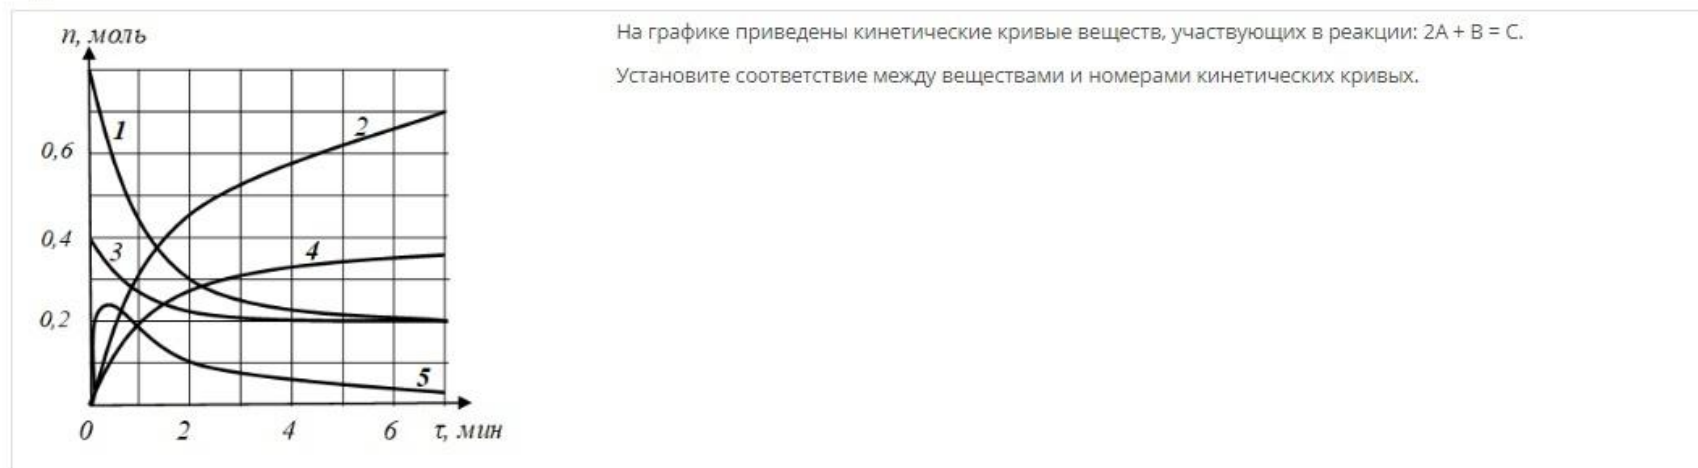 n, моль
На графике приведены кинетические кривые веществ, участвующих в реакции: 2A + B = C.
Установите соответствие между веществами и номерами кинетических кривых.
1
2
0,6
0,4
3
4
0,2
5
0 2 4 6 τ, мин